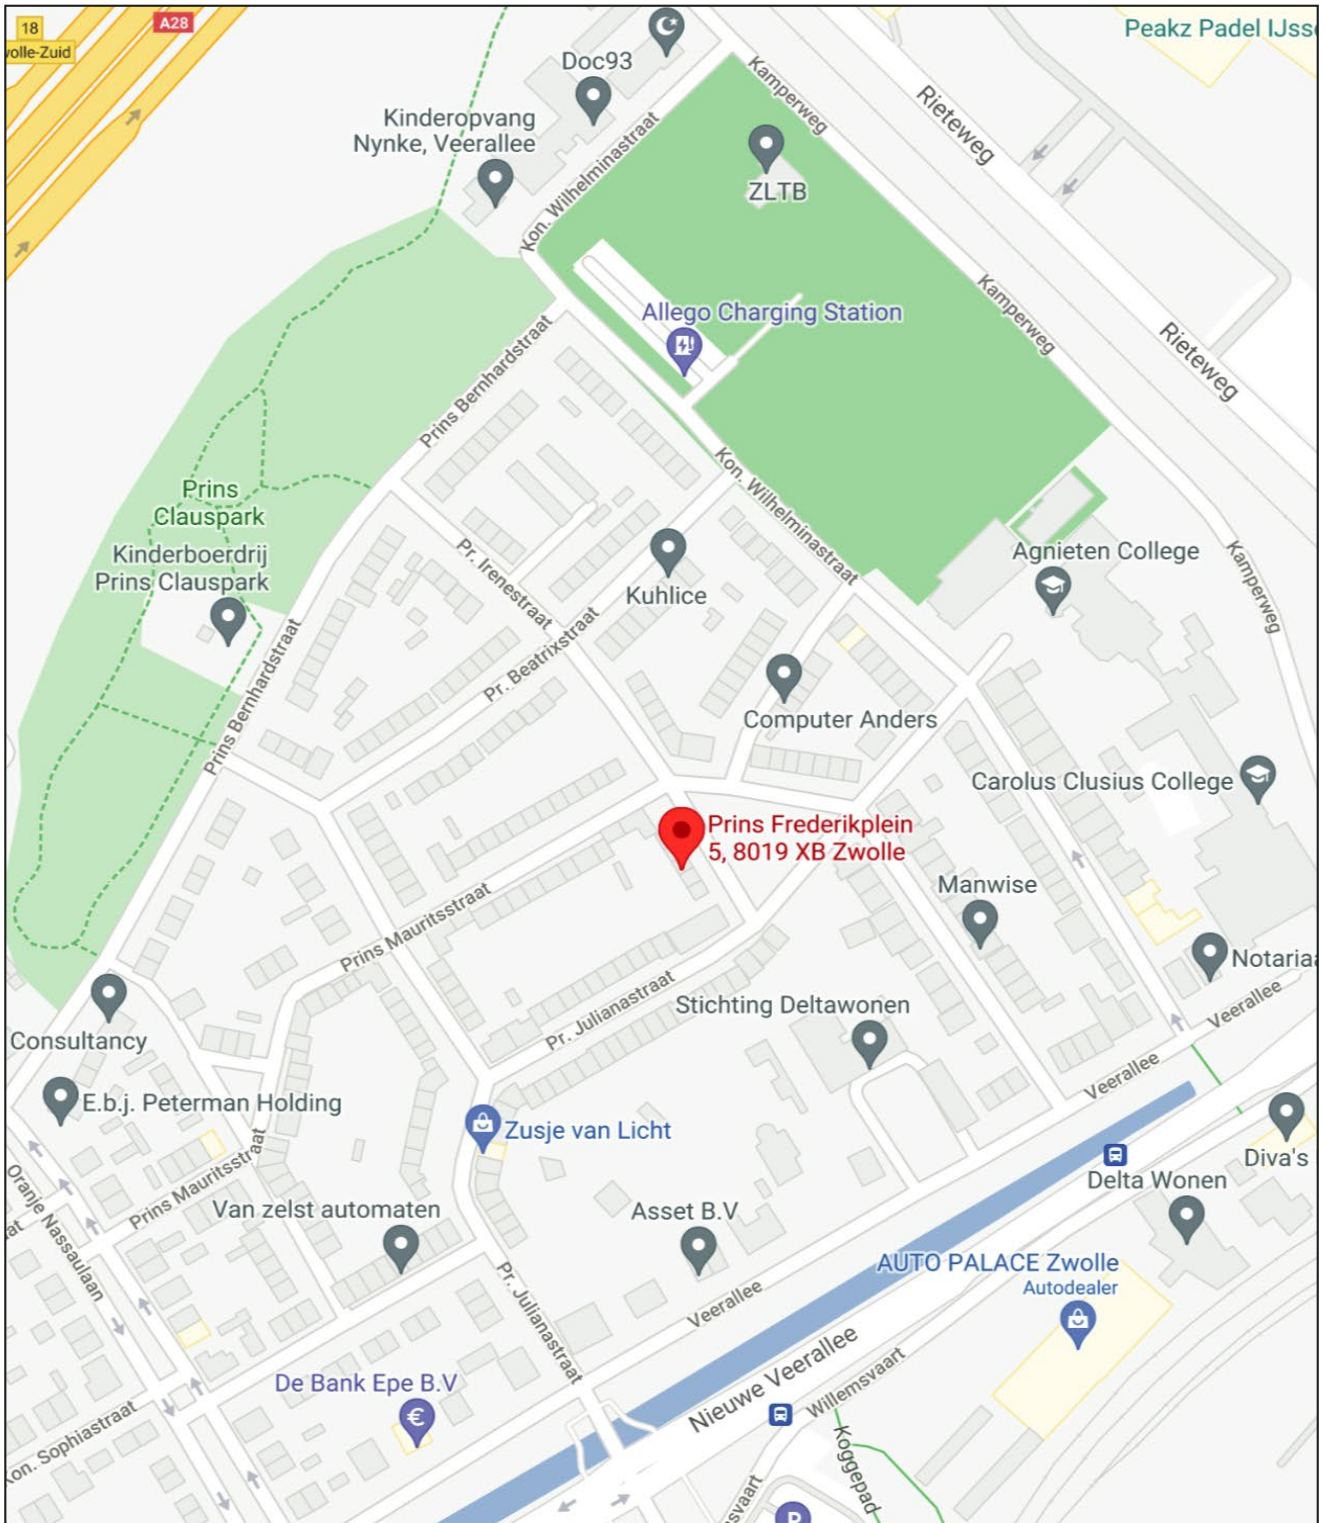 18
A28
Peakz Padel IJss
volle-Zuid
Doc93
Kamperweg
Rieteweg
Kinderopvang
Nynke, Veerallee
Kon. Wilhelminastraat
ZLTB
Kamperweg
Allego Charging Station
Rieteweg
Prins Bernhardstraat
Prins
Clauspark
Kon. Wilhelminastraat
Kinderboerdrij
Prins Clauspark
Pr. Irenestraat
Kuhlice
Agnieten College
Kamperweg
Pr. Beatrixstraat
Prins Bernhardstraat
Computer Anders
Carolus Clusius College
Prins Frederikplein
5, 8019 XB Zwolle
Manwise
Prins Mauritsstraat
Notaria
Stichting Deltawonen
Pr. Julianastraat
Veerallee
Consultancy
Veerallee
E.b.j. Peterman Holding
Zusje van Licht
Diva's
Prins Mauritsstraat
Oranje Nassaulaan
Delta Wonen
at
Van zelst automaten
Asset B.V
AUTO PALACE Zwolle
Autodealer
Pr. Julianastraat
Veerallee
De Bank Epe B.V
€
Nieuwe Veerallee
Willemsvaart
Kon. Sophiastraat
Koggepad
svaart
P